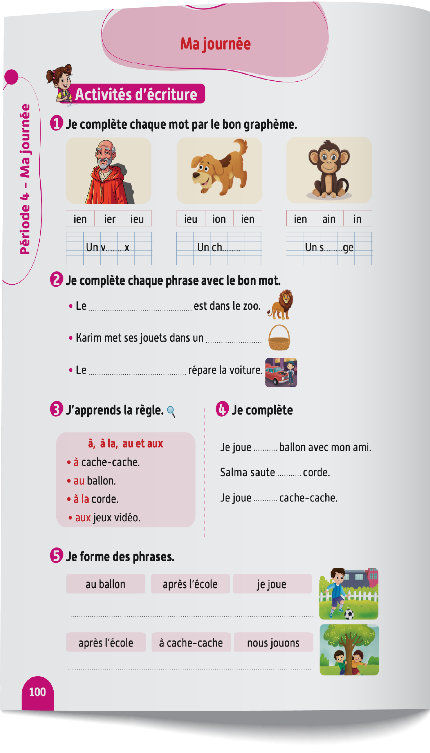 Ma journée
Période 4 - Ma journée
Activités d'écriture
1 Je complète chaque mot par le bon graphème.
ien ier ieu
ieu ion ien
ien ain in
Un v.......x
Un ch........
Un s........ge
2 Je complète chaque phrase avec le bon mot.
• Le .................................... est dans le zoo.
• Karim met ses jouets dans un ....................
• Le .................................. répare la voiture.
3 J'apprends la règle.
à, à la, au et aux
• à cache-cache.
• au ballon.
• à la corde.
• aux jeux vidéo.
4 Je complète
Je joue .......... ballon avec mon ami.
Salma saute .......... corde.
Je joue .......... cache-cache.
5 Je forme des phrases.
au ballon après l'école je joue
après l'école à cache-cache nous jouons
100